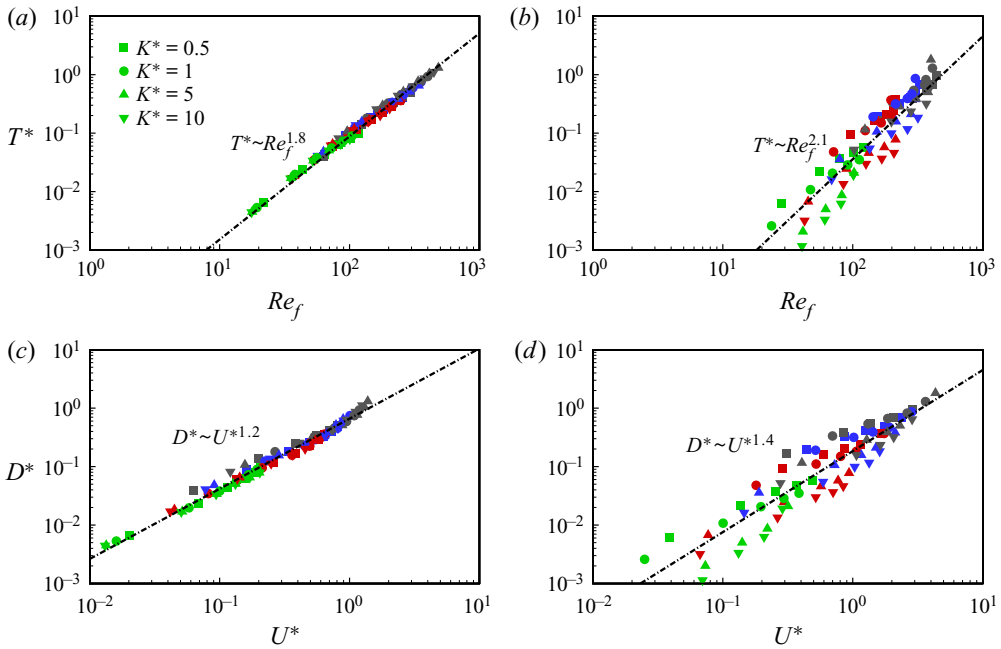 (a)
10^1
10^0
10^-1
10^-2
10^-3
T*
K* = 0.5
K* = 1
K* = 5
K* = 10
T*~Re_f^1.8
10^0 10^1 10^2 10^3
Re_f
(b)
10^1
10^0
10^-1
10^-2
10^-3
T*~Re_f^2.1
10^0 10^1 10^2 10^3
Re_f
(c)
10^1
10^0
10^-1
10^-2
10^-3
D*
D*~U*^1.2
10^-2 10^-1 10^0 10^1
U*
(d)
10^1
10^0
10^-1
10^-2
10^-3
D*~U*^1.4
10^-2 10^-1 10^0 10^1
U*